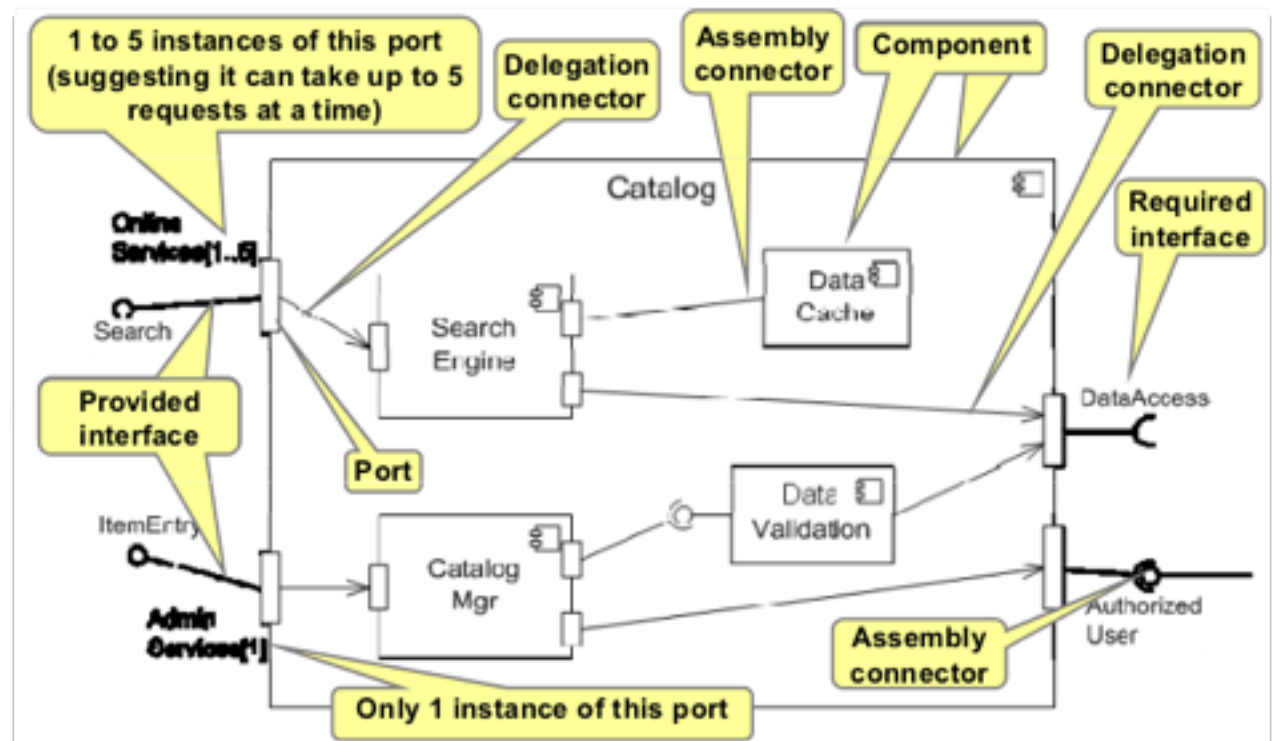 1 to 5 instances of this port
(suggesting it can take up to 5
requests at a time)
Delegation
connector
Assembly
connector
Component
Delegation
connector
Catalog
Required
interface
Online
Services[1..5]
Search
Search
Engine
Data
Cache
DataAccess
Provided
interface
Port
ItemEntry
Data
Validation
Catalog
Mgr
Admin
Services[1]
Authorized
User
Assembly
connector
Only 1 instance of this port